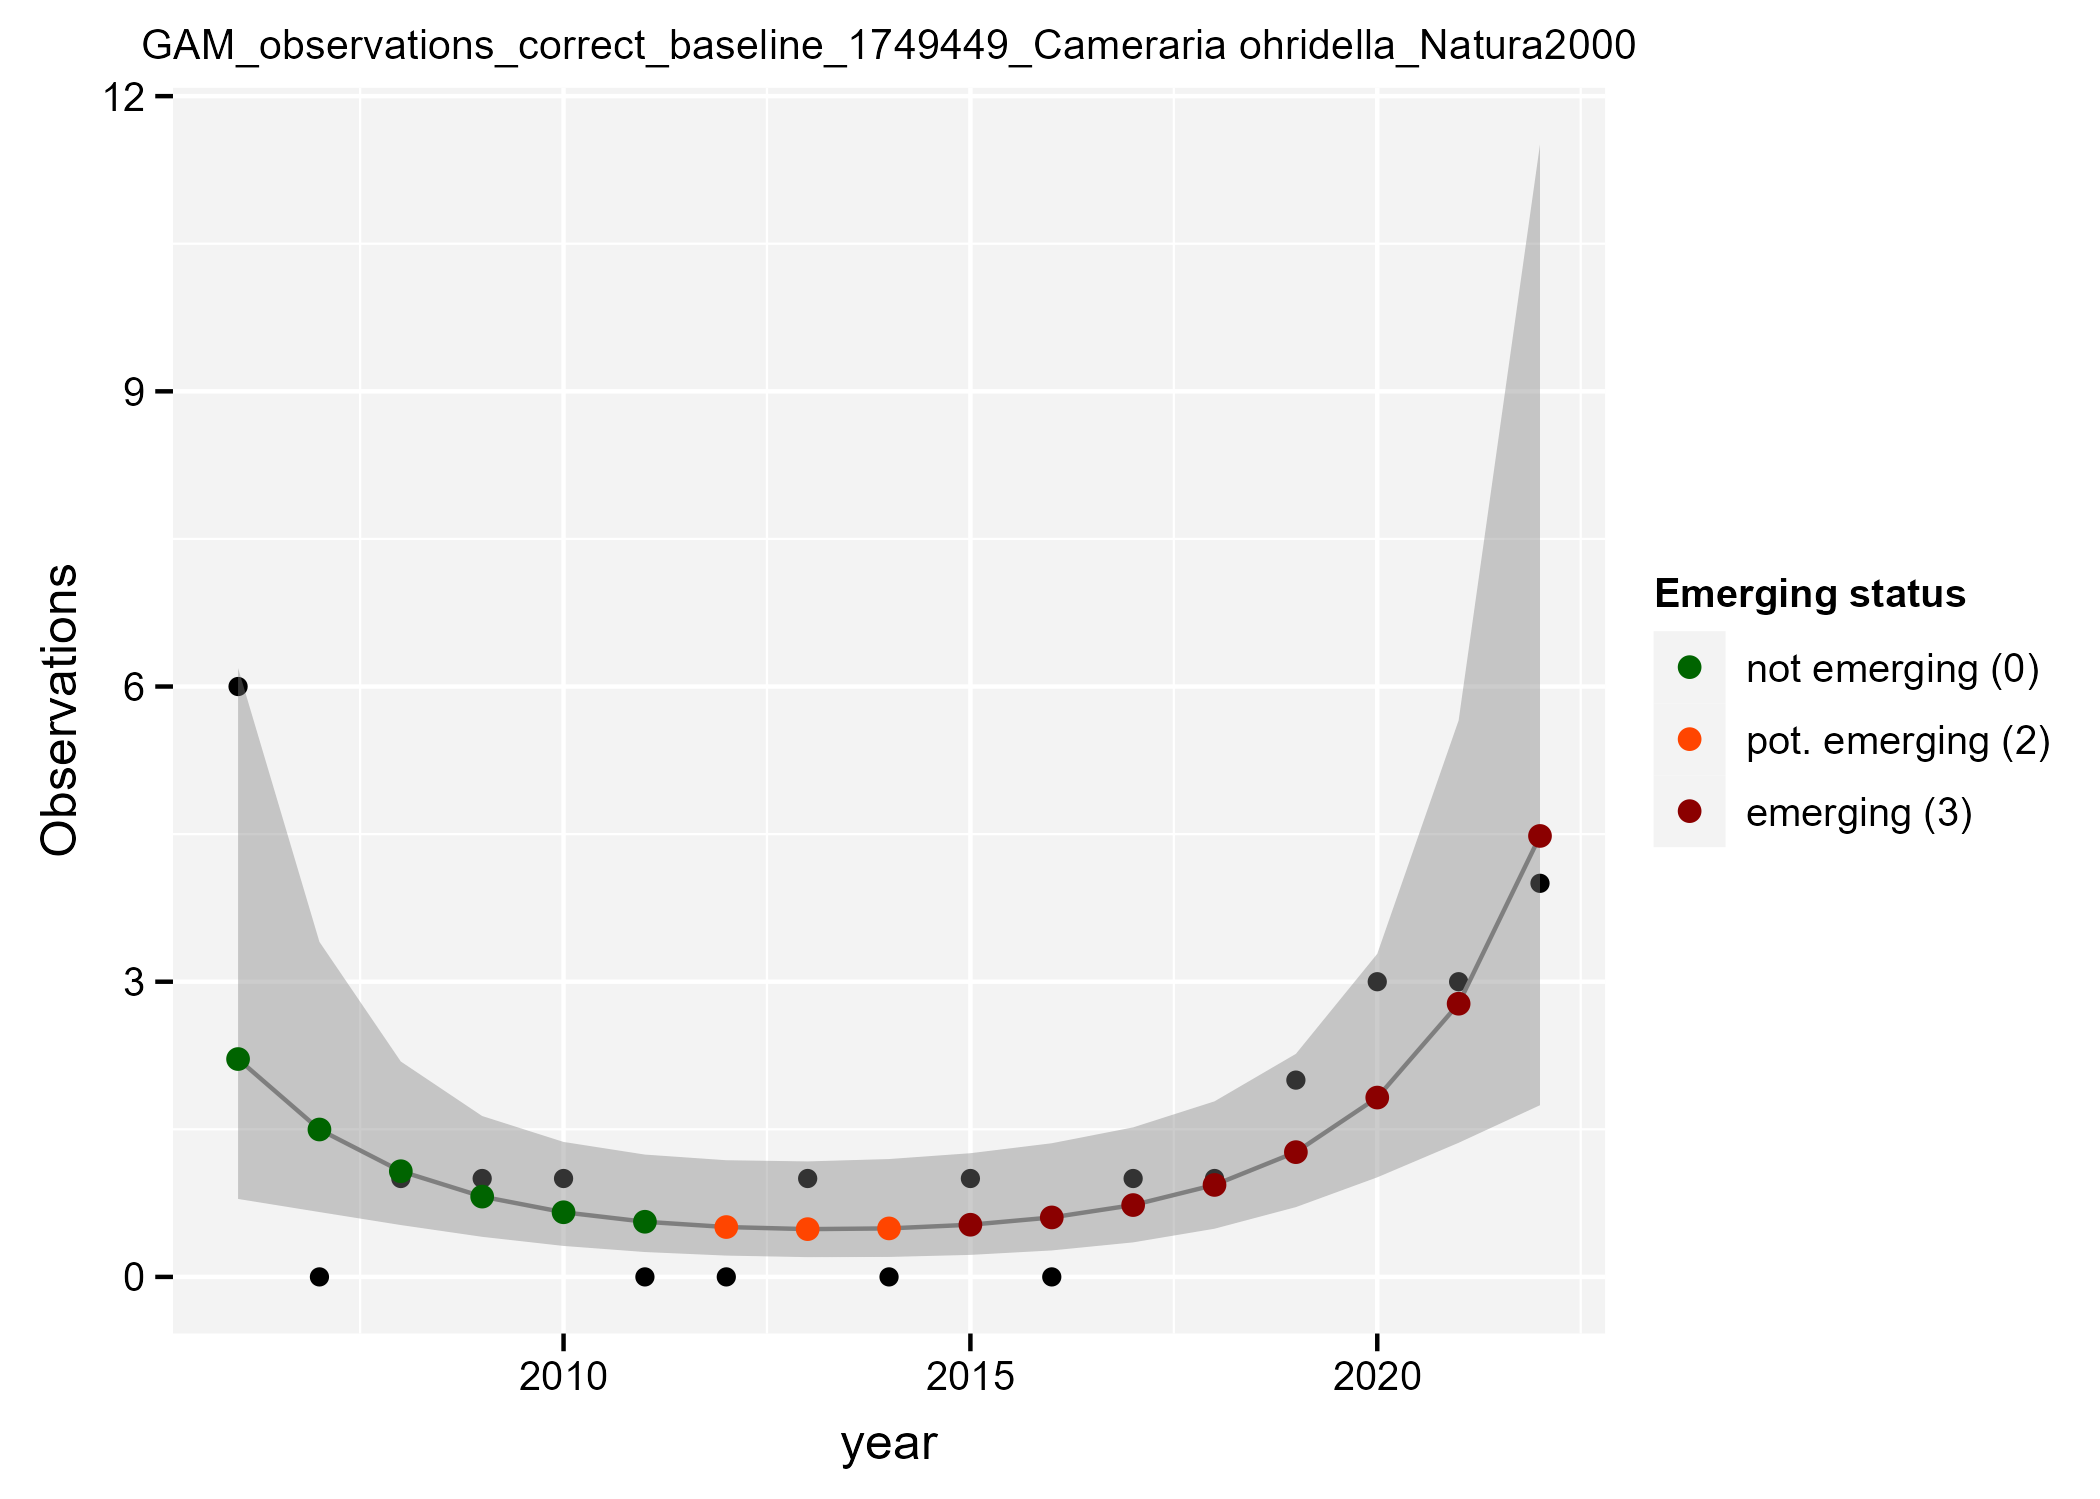 GAM_observations_correct_baseline_1749449_Cameraria ohridella_Natura2000
12
9
6
3
0
Observations
2010
2015
2020
year
Emerging status
not emerging (0)
pot. emerging (2)
emerging (3)